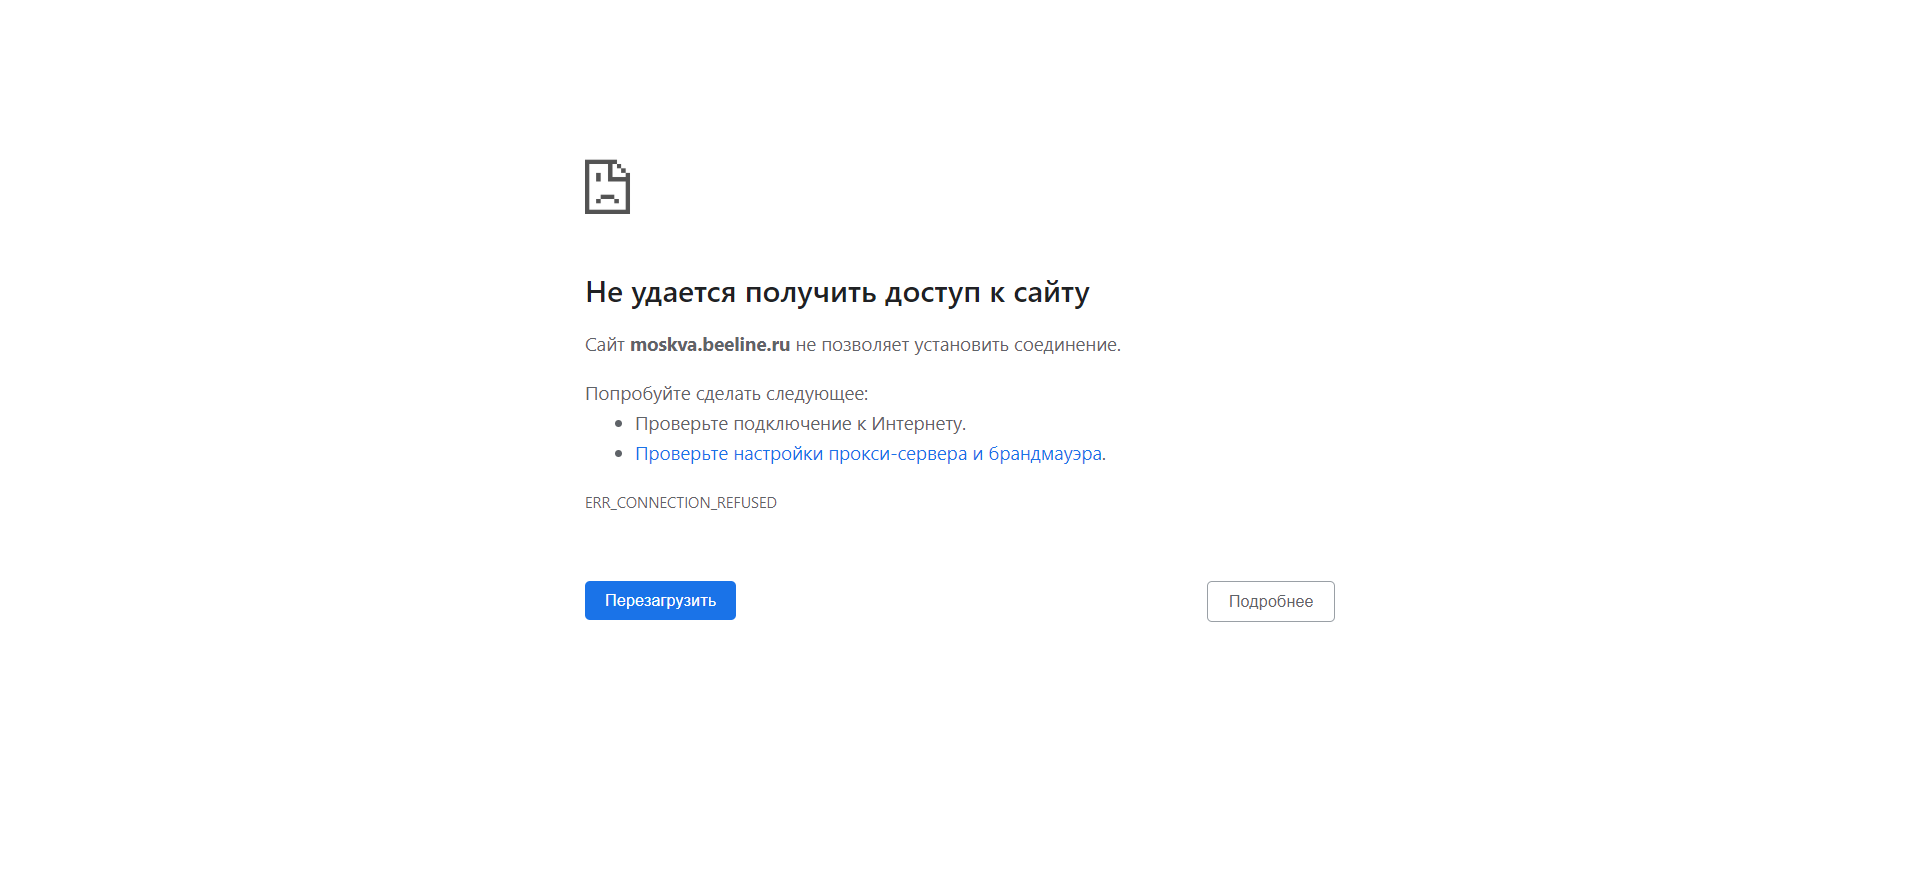 Не удается получить доступ к сайту
Сайт moskva.beeline.ru не позволяет установить соединение.
Попробуйте сделать следующее:
Проверьте подключение к Интернету.
Проверьте настройки прокси-сервера и брандмауэра.
ERR_CONNECTION_REFUSED
Перезагрузить
Подробнее